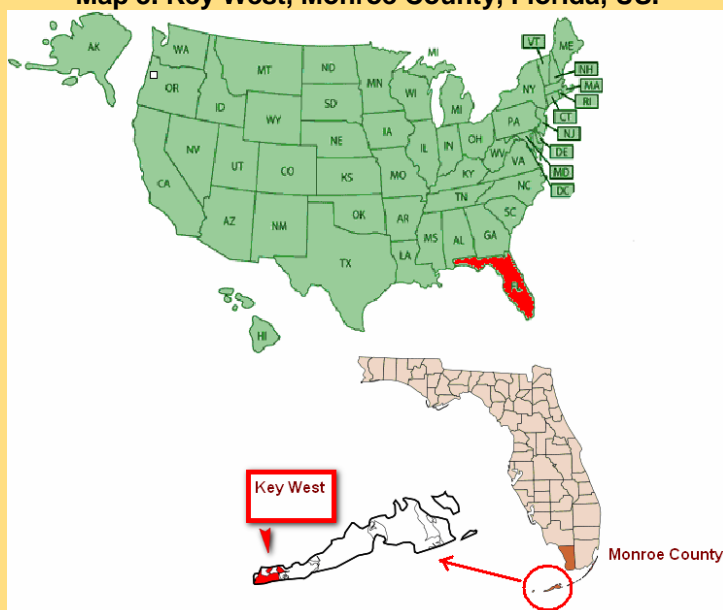 Map 3. Key West, Monroe County, Florida, US.
AK
WA
MT
ND
MN
MI
VT
ME
NH
MA
RI
CT
NJ
DE
MD
DC
OR
ID
WY
SD
WI
MI
NY
PA
NV
UT
CO
NE
IA
IL
IN
OH
WV
VA
CA
AZ
NM
KS
MO
KY
NC
OK
AR
TN
SC
TX
LA
MS
AL
GA
FL
HI
Key West
Monroe County